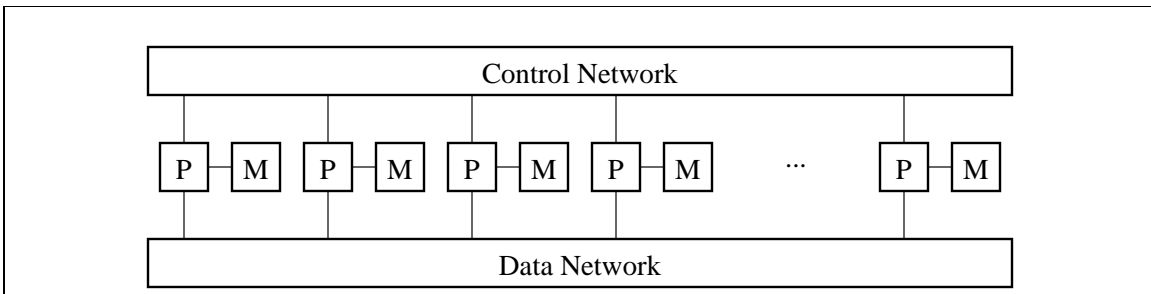 Control Network
P M P M P M P M ... P M
Data Network